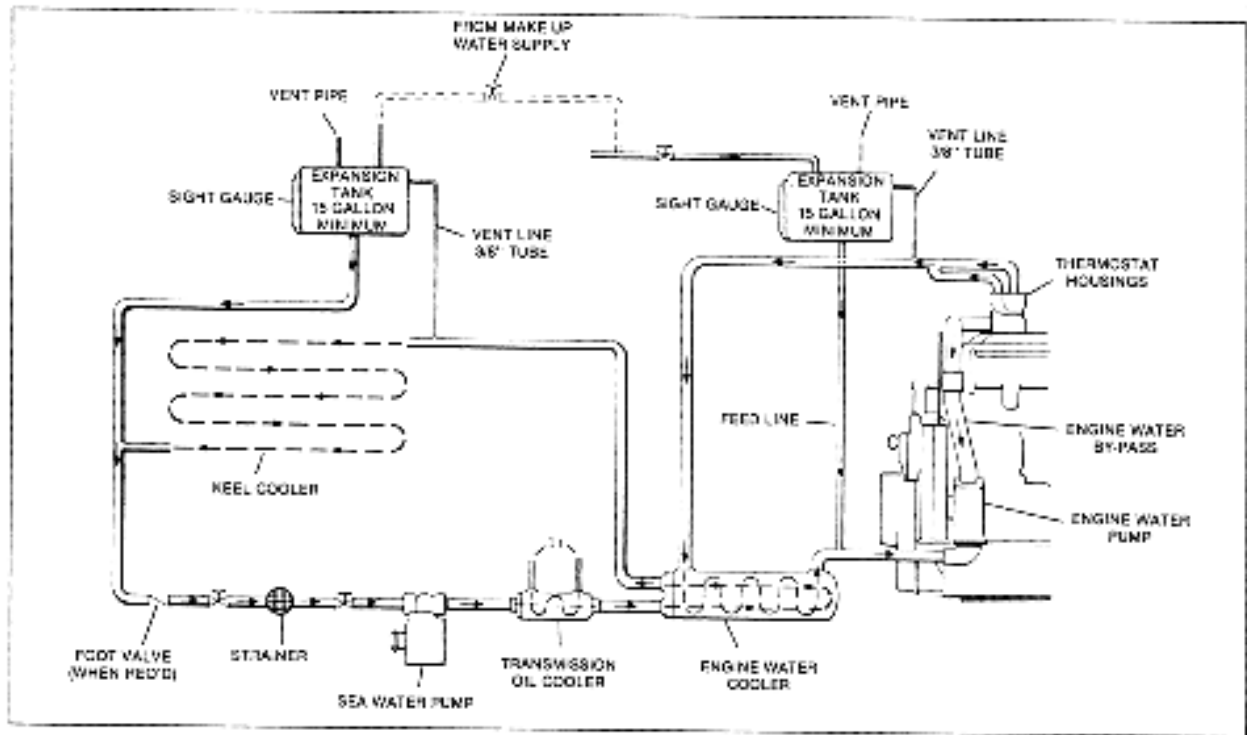 FROM MAKE UP
WATER SUPPLY
VENT PIPE
VENT PIPE
VENT LINE
3/8" TUBE
EXPANSION
TANK
15 GALLON
MINIMUM
SIGHT GAUGE
EXPANSION
TANK
15 GALLON
MINIMUM
SIGHT GAUGE
VENT LINE
3/8" TUBE
THERMOSTAT
HOUSINGS
FEED LINE
ENGINE WATER
BY-PASS
KEEL COOLER
ENGINE WATER
PUMP
FOOT VALVE
(WHEN REQ'D)
STRAINER
SEA WATER PUMP
TRANSMISSION
OIL COOLER
ENGINE WATER
COOLER